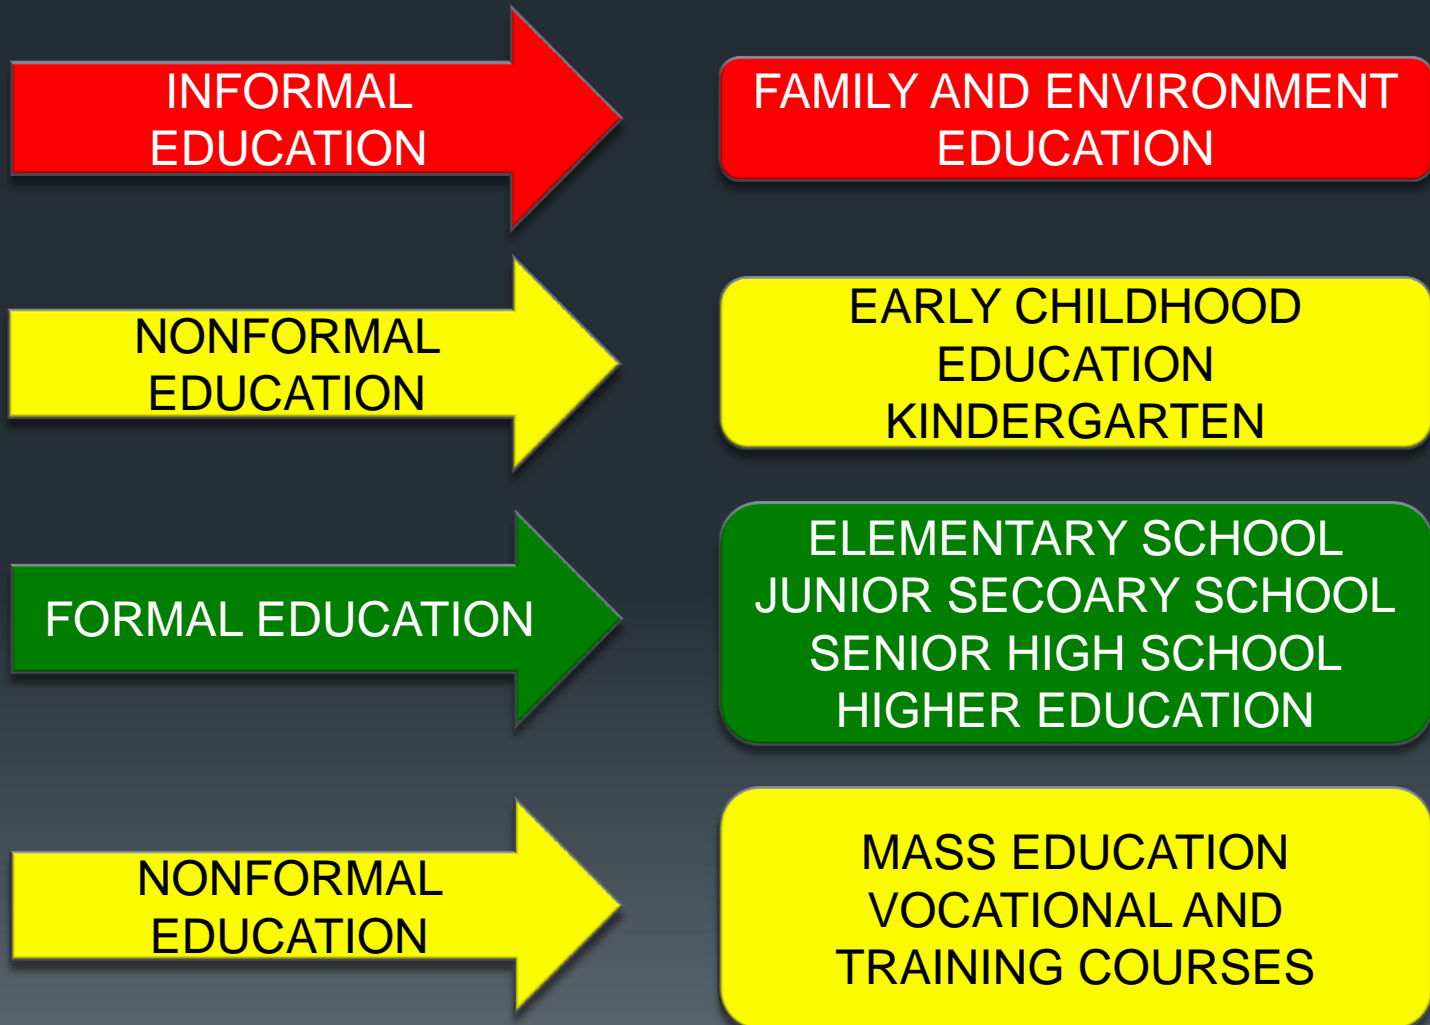 INFORMAL
EDUCATION
FAMILY AND ENVIRONMENT
EDUCATION
NONFORMAL
EDUCATION
EARLY CHILDHOOD
EDUCATION
KINDERGARTEN
FORMAL EDUCATION
ELEMENTARY SCHOOL
JUNIOR SECOARY SCHOOL
SENIOR HIGH SCHOOL
HIGHER EDUCATION
NONFORMAL
EDUCATION
MASS EDUCATION
VOCATIONAL AND
TRAINING COURSES